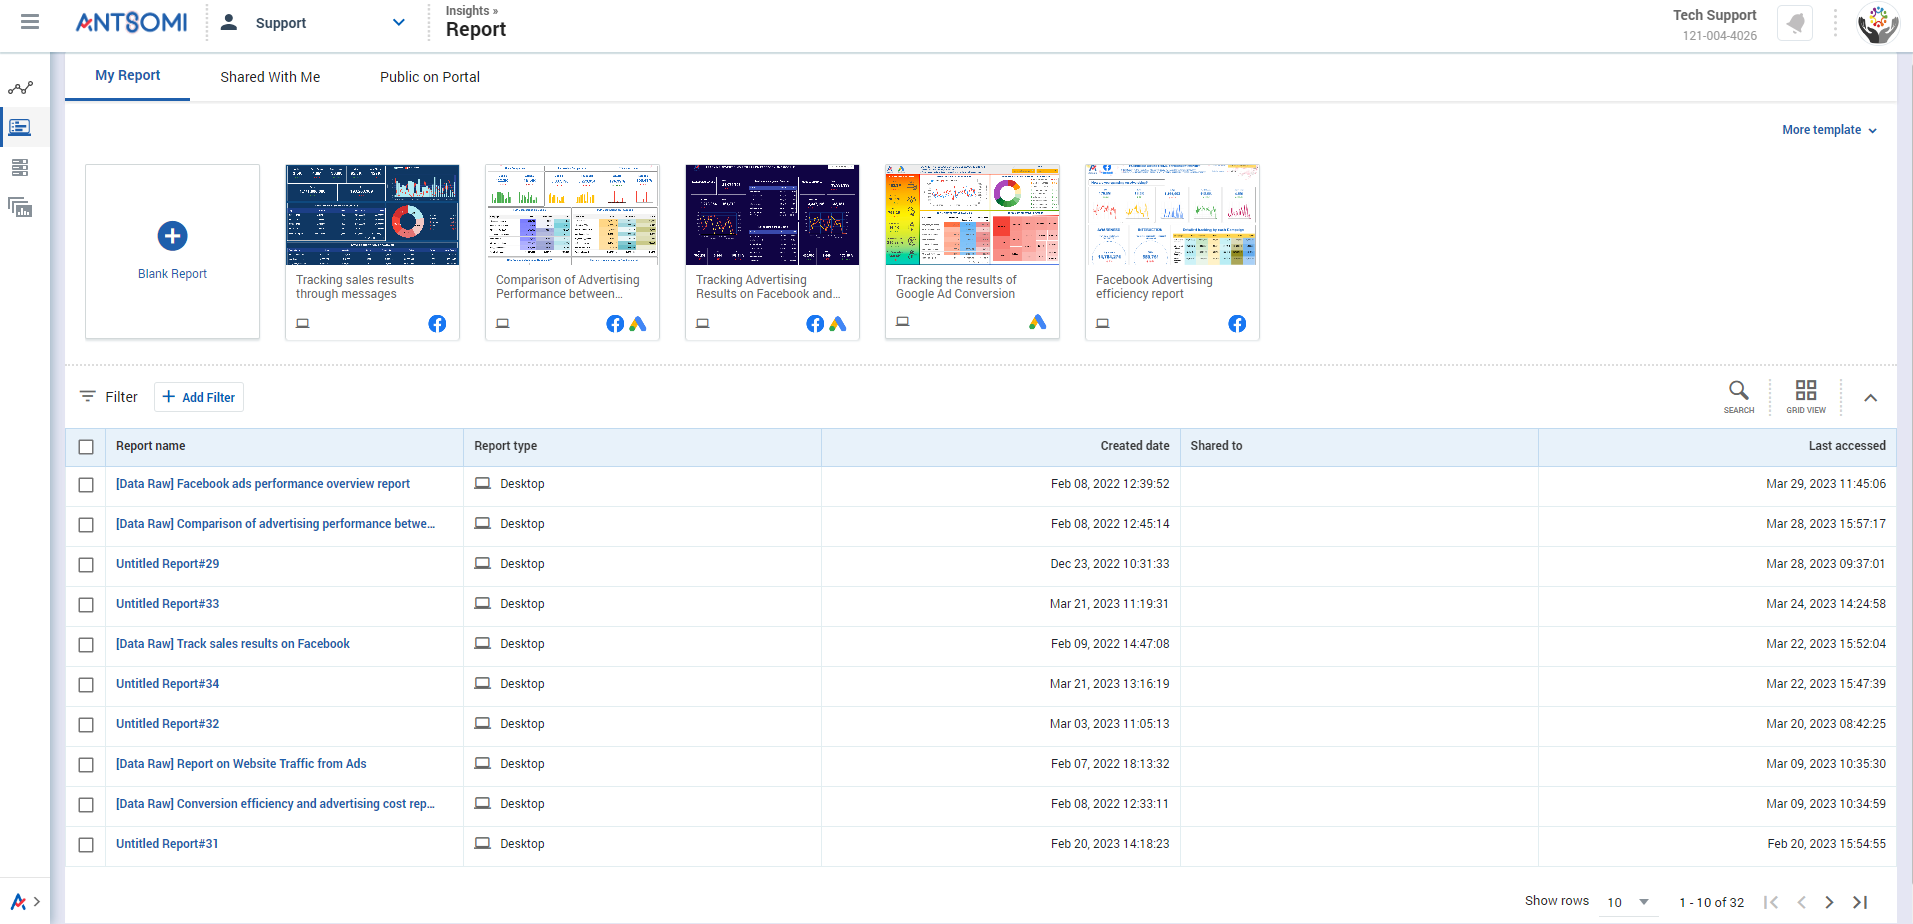 ANTSOMI
Support
Insights »
Report
Tech Support
121-004-4026
My Report
Shared With Me
Public on Portal
More template
Blank Report
Tracking sales results
through messages
Comparison of Advertising
Performance between...
Tracking Advertising
Results on Facebook and...
Tracking the results of
Google Ad Conversion
Facebook Advertising
efficiency report
Filter
Add Filter
SEARCH
GRID VIEW
Report name Report type Created date Shared to Last accessed
[Data Raw] Facebook ads performance overview report Desktop Feb 08, 2022 12:39:52 Mar 29, 2023 11:45:06
[Data Raw] Comparison of advertising performance betwe... Desktop Feb 08, 2022 12:45:14 Mar 28, 2023 15:57:17
Untitled Report#29 Desktop Dec 23, 2022 10:31:33 Mar 28, 2023 09:37:01
Untitled Report#33 Desktop Mar 21, 2023 11:19:31 Mar 24, 2023 14:24:58
[Data Raw] Track sales results on Facebook Desktop Feb 09, 2022 14:47:08 Mar 22, 2023 15:52:04
Untitled Report#34 Desktop Mar 21, 2023 13:16:19 Mar 22, 2023 15:47:39
Untitled Report#32 Desktop Mar 03, 2023 11:05:13 Mar 20, 2023 08:42:25
[Data Raw] Report on Website Traffic from Ads Desktop Feb 07, 2022 18:13:32 Mar 09, 2023 10:35:30
[Data Raw] Conversion efficiency and advertising cost rep... Desktop Feb 08, 2022 12:33:11 Mar 09, 2023 10:34:59
Untitled Report#31 Desktop Feb 20, 2023 14:18:23 Feb 20, 2023 15:54:55
Show rows 10 1 - 10 of 32